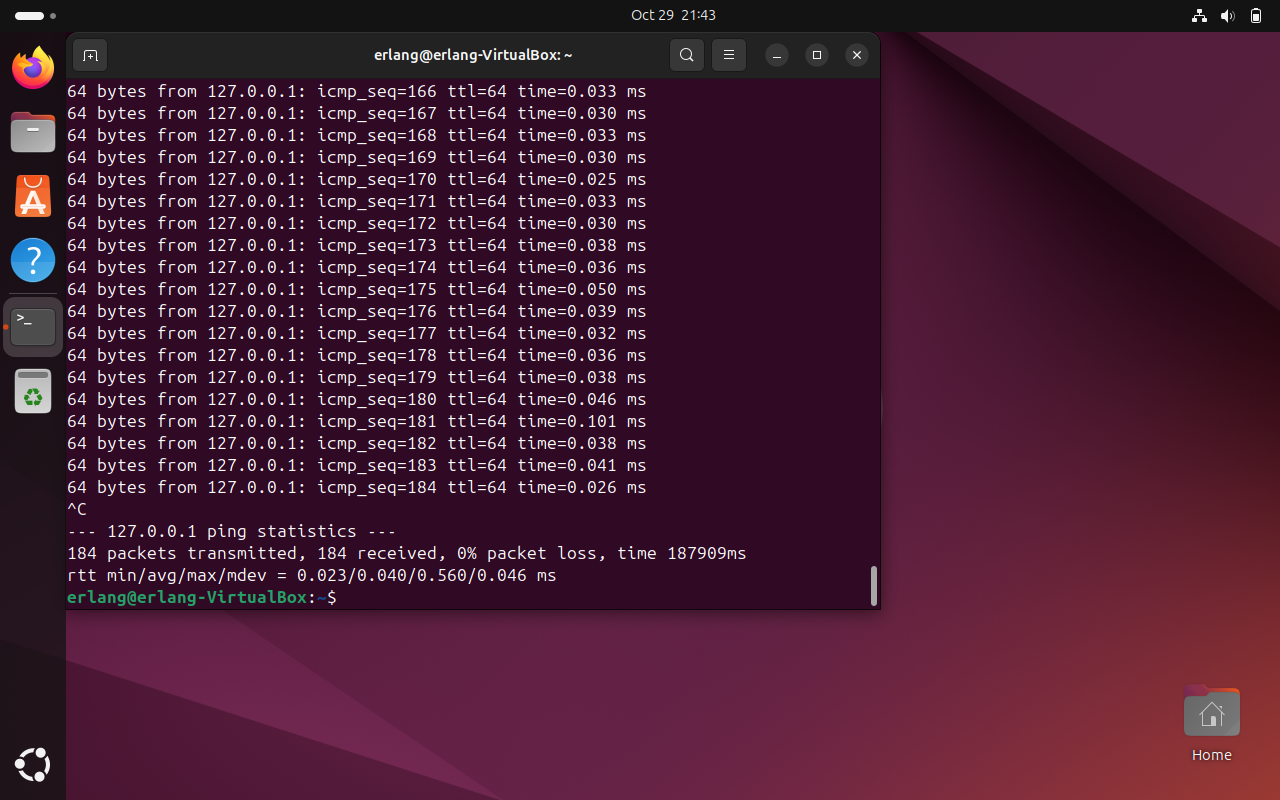 Oct 29 21:43
erlang@erlang-VirtualBox: ~
64 bytes from 127.0.0.1: icmp_seq=166 ttl=64 time=0.033 ms
64 bytes from 127.0.0.1: icmp_seq=167 ttl=64 time=0.030 ms
64 bytes from 127.0.0.1: icmp_seq=168 ttl=64 time=0.033 ms
64 bytes from 127.0.0.1: icmp_seq=169 ttl=64 time=0.030 ms
64 bytes from 127.0.0.1: icmp_seq=170 ttl=64 time=0.025 ms
64 bytes from 127.0.0.1: icmp_seq=171 ttl=64 time=0.033 ms
64 bytes from 127.0.0.1: icmp_seq=172 ttl=64 time=0.030 ms
64 bytes from 127.0.0.1: icmp_seq=173 ttl=64 time=0.038 ms
64 bytes from 127.0.0.1: icmp_seq=174 ttl=64 time=0.036 ms
64 bytes from 127.0.0.1: icmp_seq=175 ttl=64 time=0.050 ms
64 bytes from 127.0.0.1: icmp_seq=176 ttl=64 time=0.039 ms
64 bytes from 127.0.0.1: icmp_seq=177 ttl=64 time=0.032 ms
64 bytes from 127.0.0.1: icmp_seq=178 ttl=64 time=0.036 ms
64 bytes from 127.0.0.1: icmp_seq=179 ttl=64 time=0.038 ms
64 bytes from 127.0.0.1: icmp_seq=180 ttl=64 time=0.046 ms
64 bytes from 127.0.0.1: icmp_seq=181 ttl=64 time=0.101 ms
64 bytes from 127.0.0.1: icmp_seq=182 ttl=64 time=0.038 ms
64 bytes from 127.0.0.1: icmp_seq=183 ttl=64 time=0.041 ms
64 bytes from 127.0.0.1: icmp_seq=184 ttl=64 time=0.026 ms
^C
--- 127.0.0.1 ping statistics ---
184 packets transmitted, 184 received, 0% packet loss, time 187909ms
rtt min/avg/max/mdev = 0.023/0.040/0.560/0.046 ms
erlang@erlang-VirtualBox:~$
Home